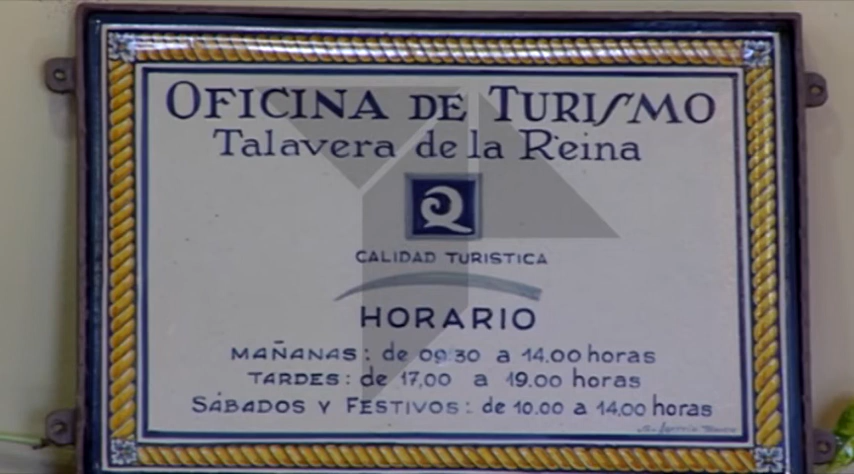 OFICINA DE TURISMO
Talavera de la Reina
Q
CALIDAD TURISTICA
HORARIO
MAÑANAS: de 09:30 a 14.00 horas
TARDES: de 17,00 a 19.00 horas
SÁBADOS Y FESTIVOS: de 10.00 a 14,00 horas